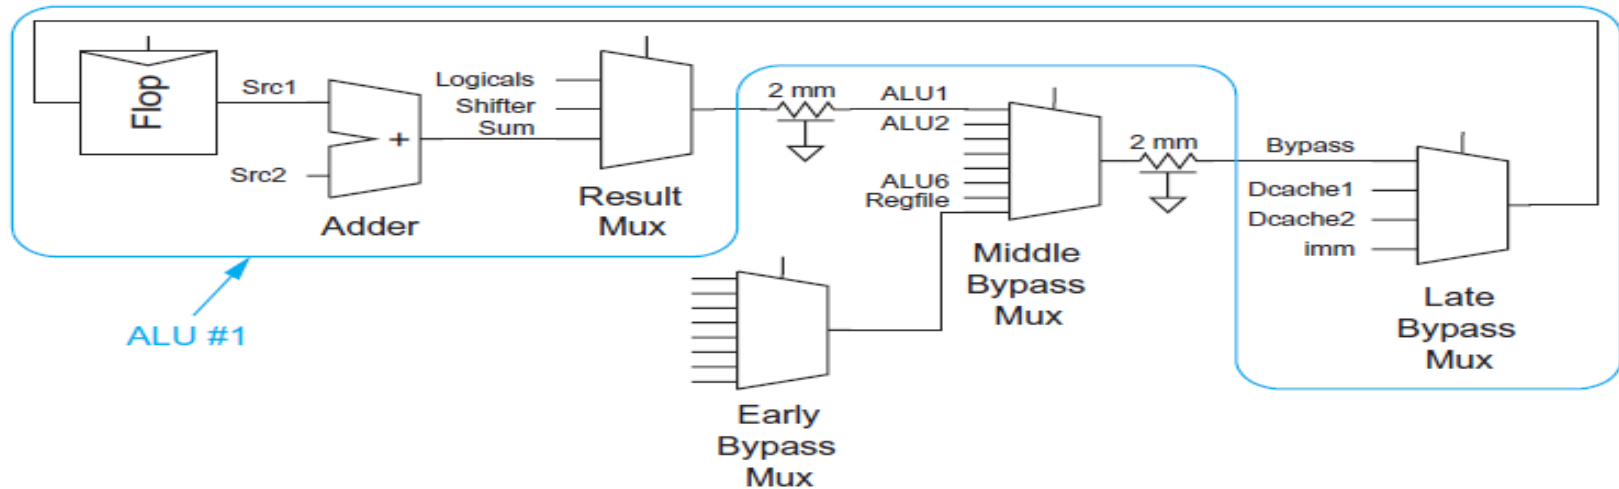 Flop
Src1
Src2
+
Adder
Logicals
Shifter
Sum
Result
Mux
2 mm
ALU1
ALU2
ALU6
Regfile
Middle
Bypass
Mux
2 mm
Bypass
Dcache1
Dcache2
imm
Late
Bypass
Mux
ALU #1
Early
Bypass
Mux